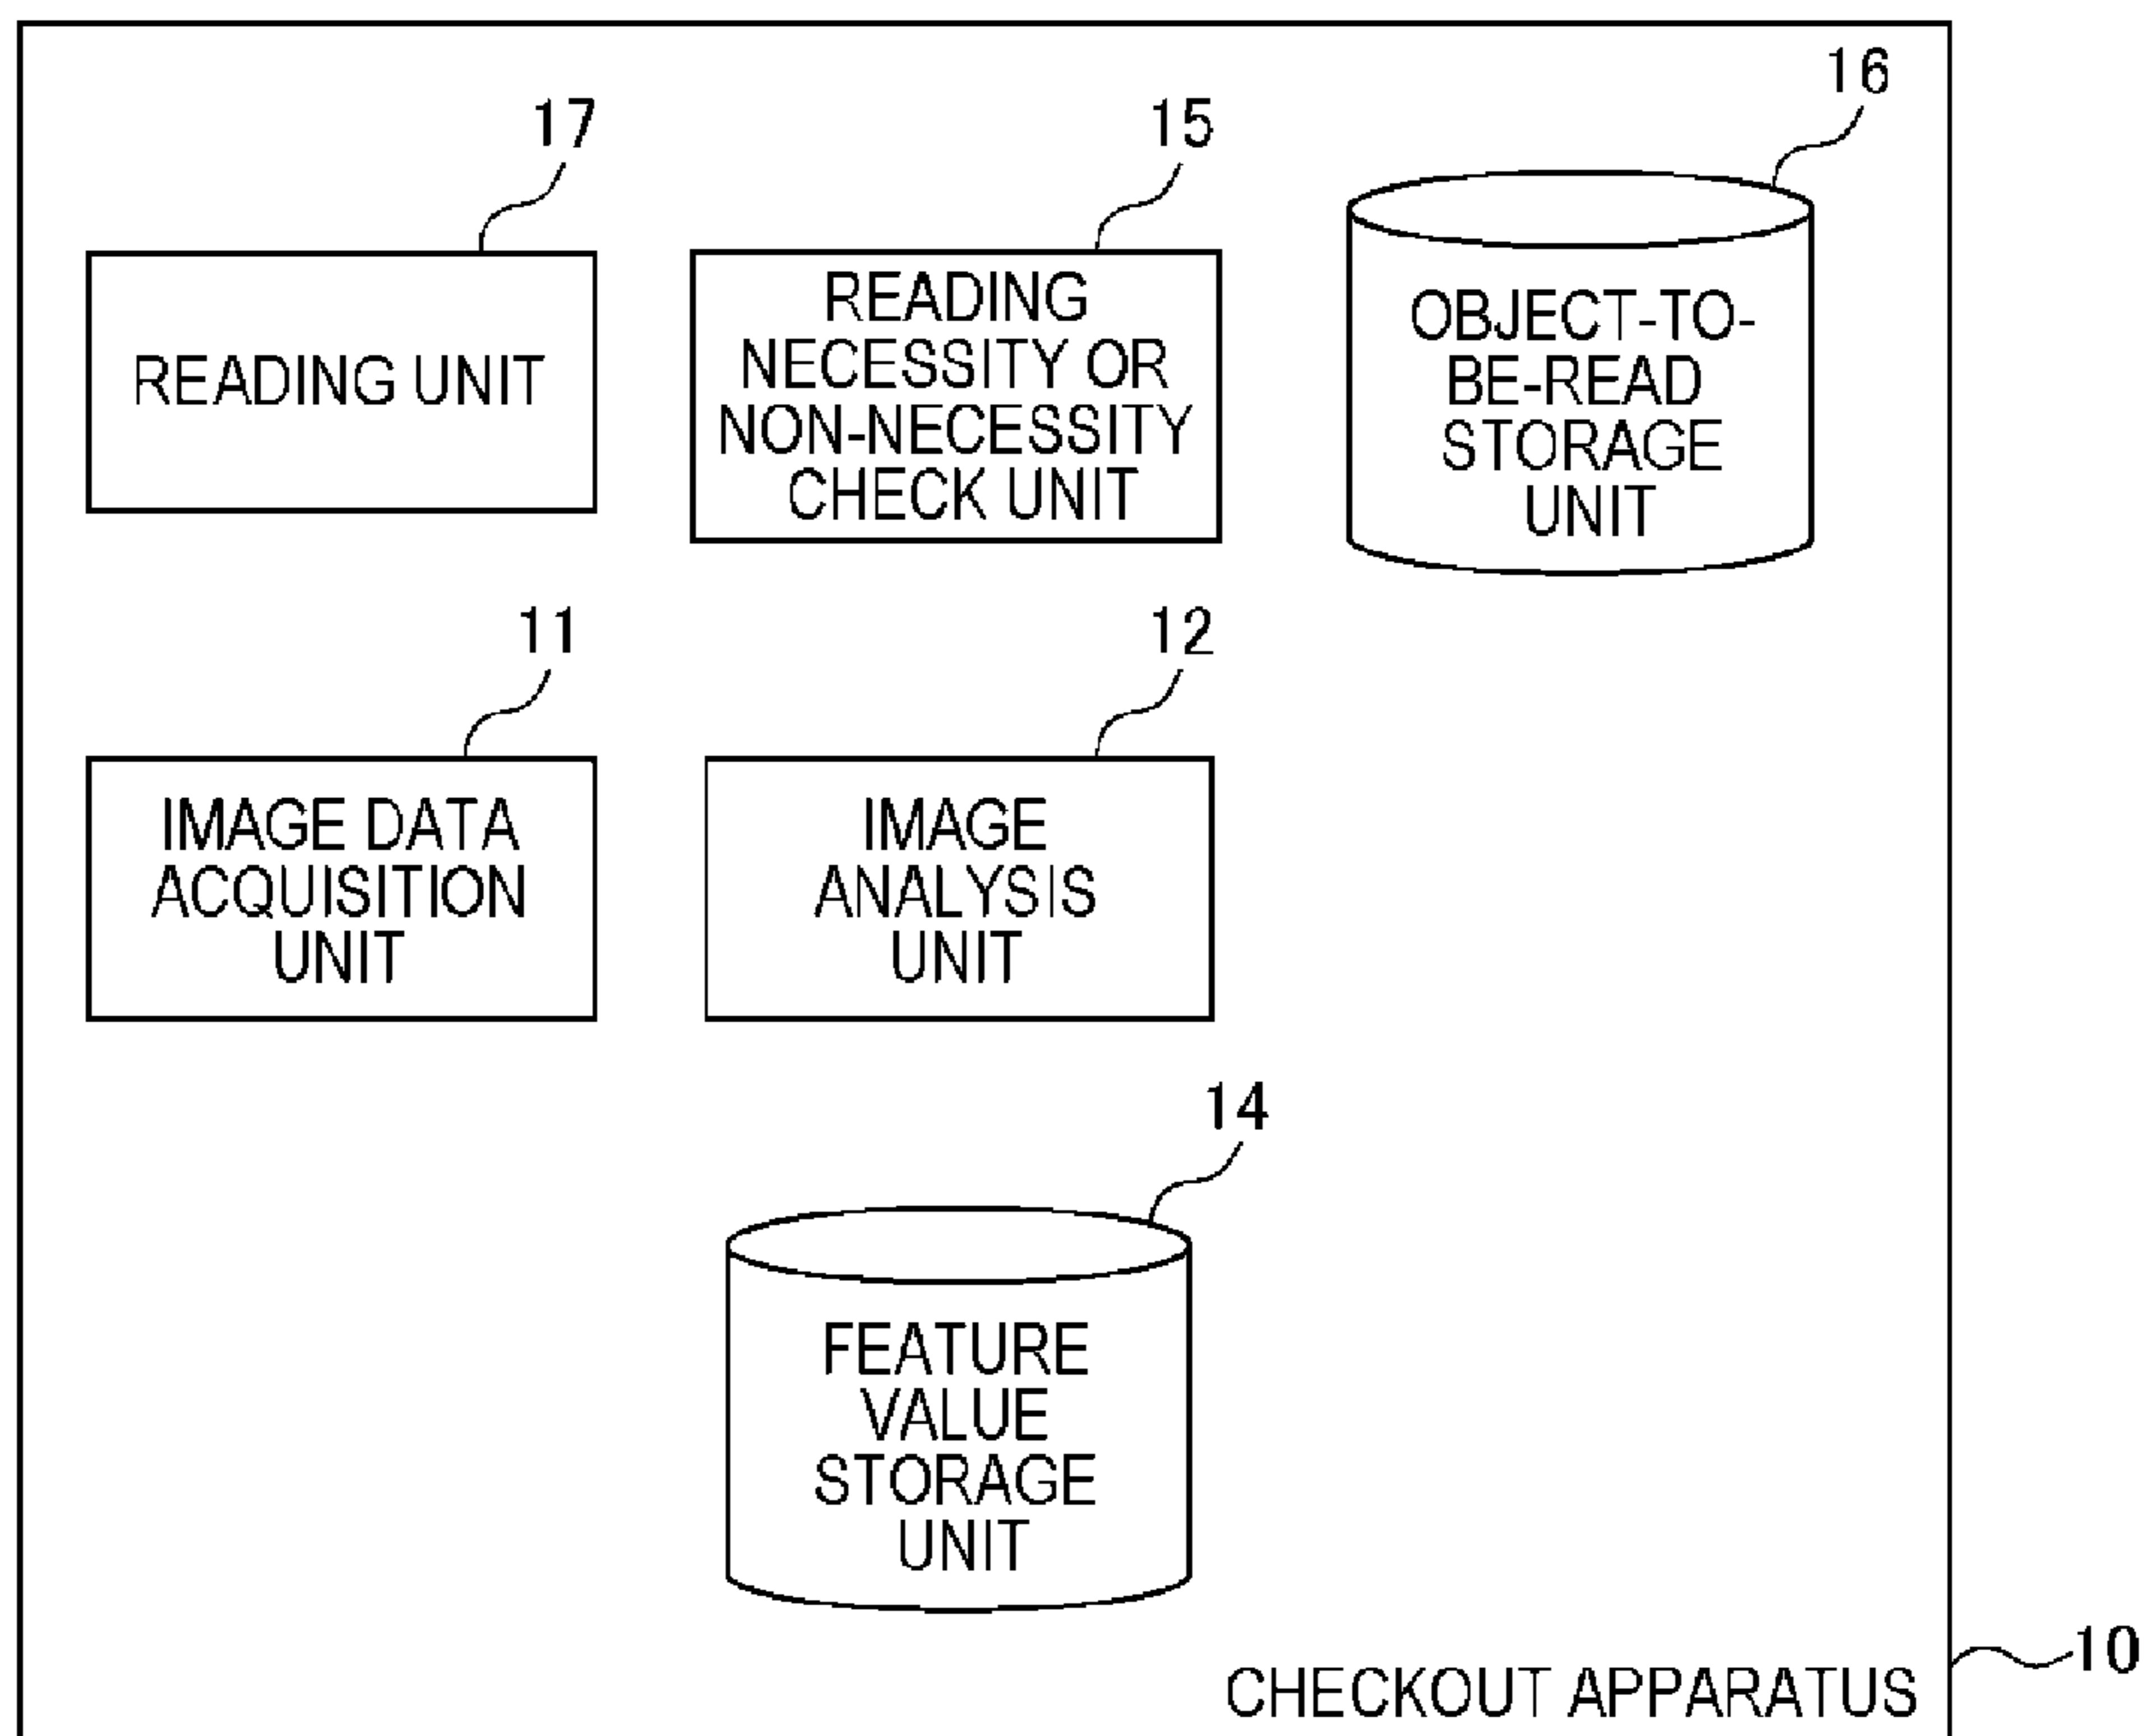 16
17
15
READING UNIT
READING
NECESSITY OR
NON-NECESSITY
CHECK UNIT
OBJECT-TO-
BE-READ
STORAGE
UNIT
11
12
IMAGE DATA
ACQUISITION
UNIT
IMAGE
ANALYSIS
UNIT
14
FEATURE
VALUE
STORAGE
UNIT
10
CHECKOUT APPARATUS